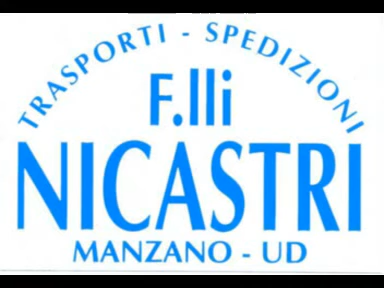 TRASPORTI - SPEDIZIONI
F.lli
NICASTRI
MANZANO - UD